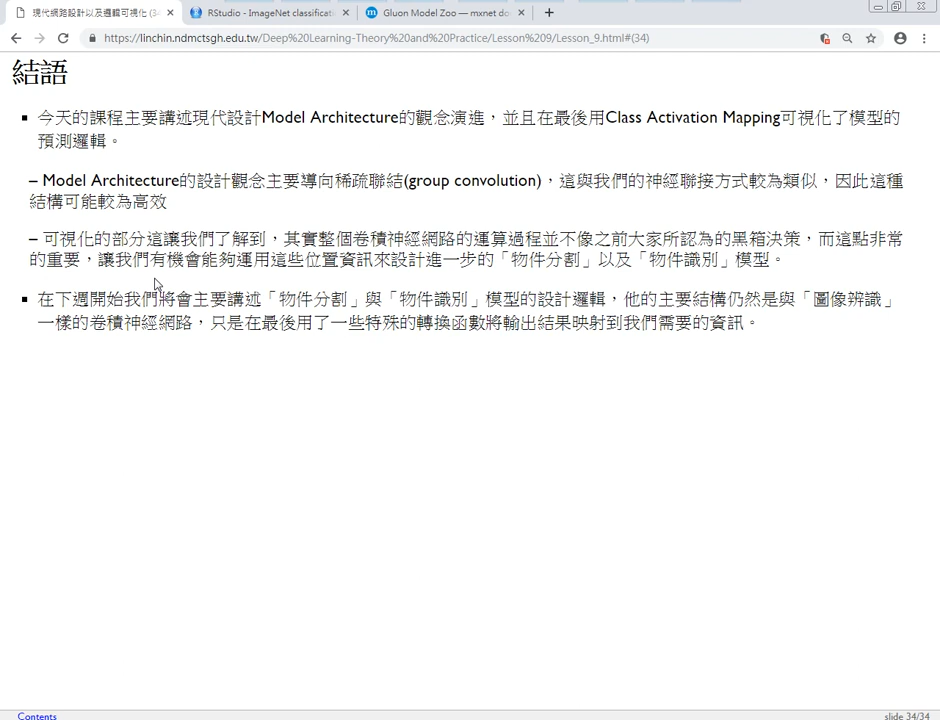 現代網路設計以及邏輯可視化 (34
RStudio - ImageNet classificati
Gluon Model Zoo — mxnet do
https://linchin.ndmctsgh.edu.tw/Deep%20Learning-Theory%20and%20Practice/Lesson%209/Lesson_9.html#(34)
結語
今天的課程主要講述現代設計Model Architecture的觀念演進，並且在最後用Class Activation Mapping可視化了模型的
預測邏輯。
– Model Architecture的設計觀念主要導向稀疏聯結(group convolution)，這與我們的神經聯接方式較為類似，因此這種
結構可能較為高效
– 可視化的部分這讓我們了解到，其實整個卷積神經網路的運算過程並不像之前大家所認為的黑箱決策，而這點非常
的重要，讓我們有機會能夠運用這些位置資訊來設計進一步的「物件分割」以及「物件識別」模型。
在下週開始我們將會主要講述「物件分割」與「物件識別」模型的設計邏輯，他的主要結構仍然是與「圖像辨識」
一樣的卷積神經網路，只是在最後用了一些特殊的轉換函數將輸出結果映射到我們需要的資訊。
Contents
slide 34/34